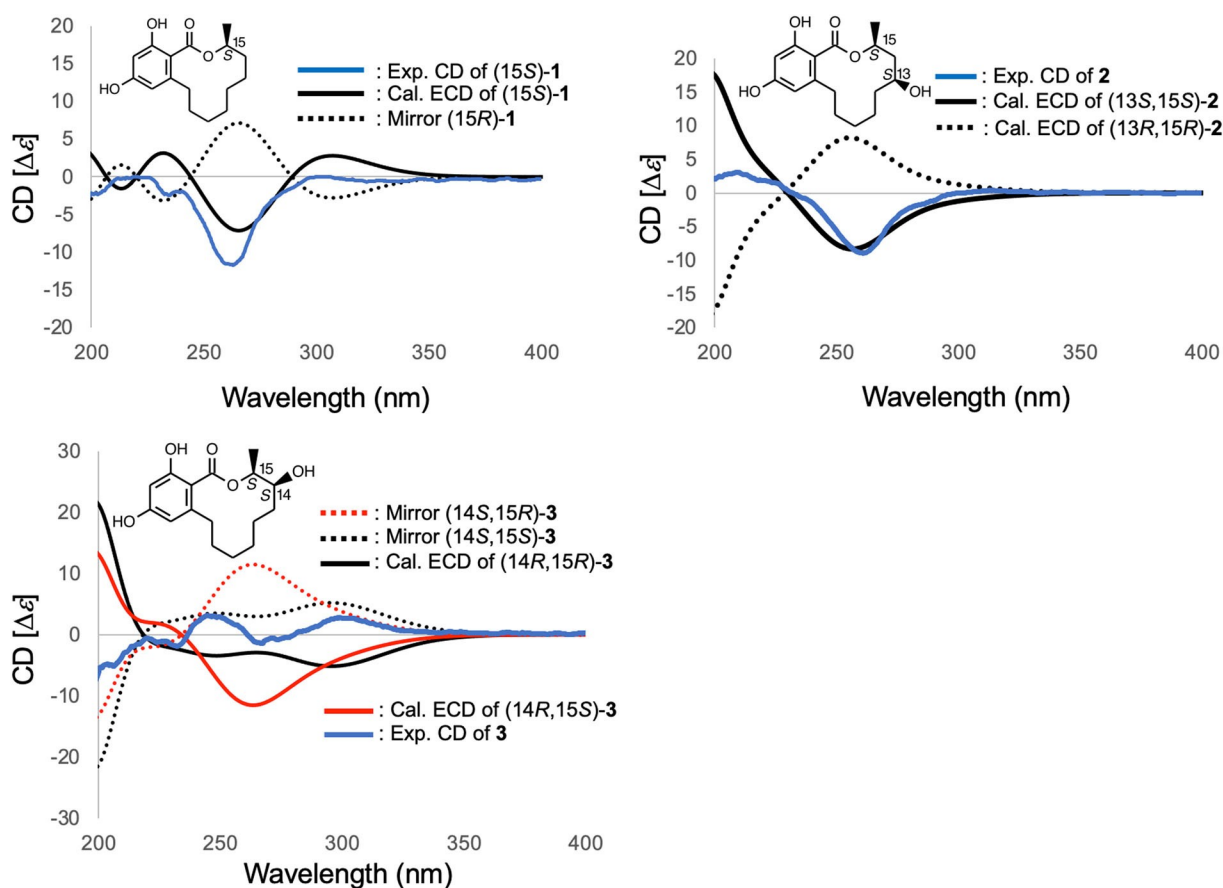 20
15
10
5
0
-5
-10
-15
-20
CD [Δε]
200
250
300
350
400
Wavelength (nm)
OH
O
15
O
S
HO
: Exp. CD of (15S)-1
: Cal. ECD of (15S)-1
: Mirror (15R)-1
20
15
10
5
0
-5
-10
-15
-20
CD [Δε]
200
250
300
350
400
Wavelength (nm)
OH
O
15
O
S
S
13
OH
HO
: Exp. CD of 2
: Cal. ECD of (13S,15S)-2
: Cal. ECD of (13R,15R)-2
30
20
10
0
-10
-20
-30
CD [Δε]
200
250
300
350
400
Wavelength (nm)
OH
O
15
OH
O
S
S
14
HO
: Mirror (14S,15R)-3
: Mirror (14S,15S)-3
: Cal. ECD of (14R,15R)-3
: Cal. ECD of (14R,15S)-3
: Exp. CD of 3